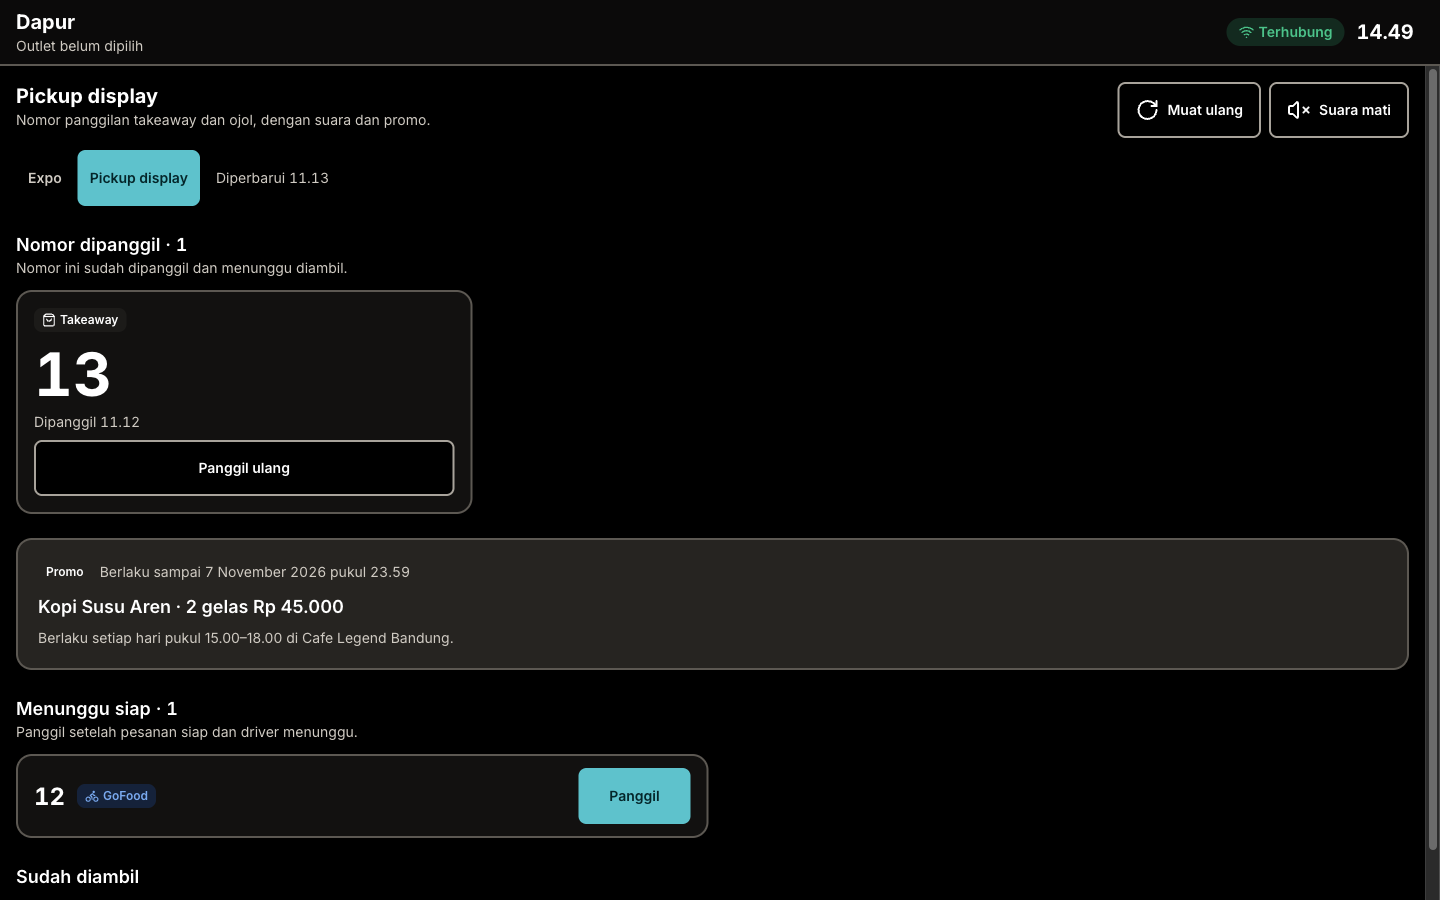 Dapur
Outlet belum dipilih
Terhubung
14.49
Pickup display
Nomor panggilan takeaway dan ojol, dengan suara dan promo.
Muat ulang
Suara mati
Expo
Pickup display
Diperbarui 11.13
Nomor dipanggil · 1
Nomor ini sudah dipanggil dan menunggu diambil.
Takeaway
13
Dipanggil 11.12
Panggil ulang
Promo
Berlaku sampai 7 November 2026 pukul 23.59
Kopi Susu Aren · 2 gelas Rp 45.000
Berlaku setiap hari pukul 15.00–18.00 di Cafe Legend Bandung.
Menunggu siap · 1
Panggil setelah pesanan siap dan driver menunggu.
12
GoFood
Panggil
Sudah diambil